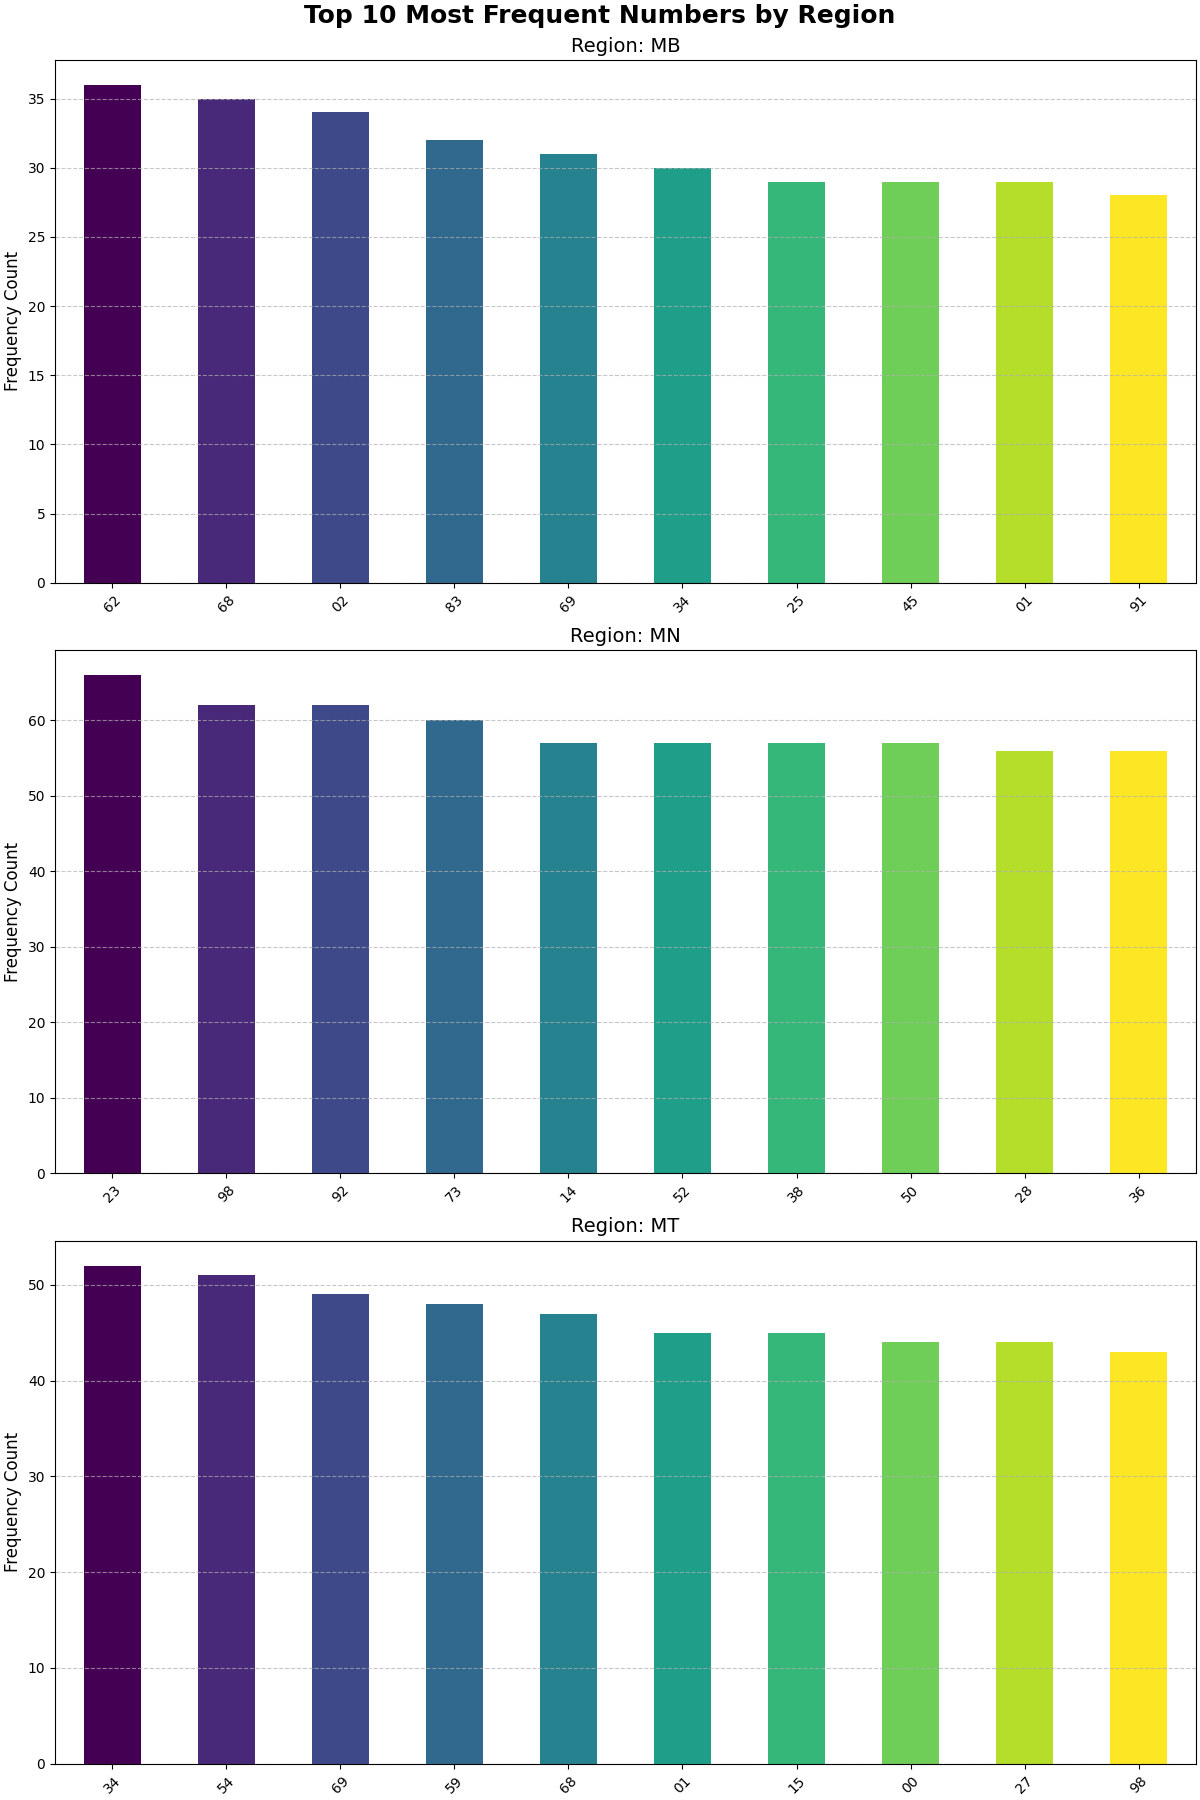 Top 10 Most Frequent Numbers by Region
Region: MB
Frequency Count
35
30
25
20
15
10
5
0
62 68 02 83 69 34 25 45 01 91
Region: MN
Frequency Count
60
50
40
30
20
10
0
23 98 92 73 14 52 38 50 28 36
Region: MT
Frequency Count
50
40
30
20
10
0
34 54 69 59 68 01 15 00 27 98